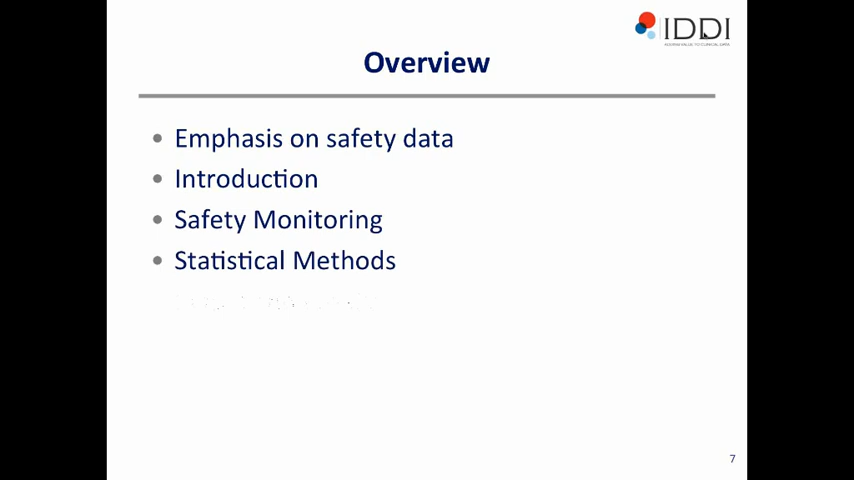 IDDI
Overview
• Emphasis on safety data
• Introduction
• Safety Monitoring
• Statistical Methods
7